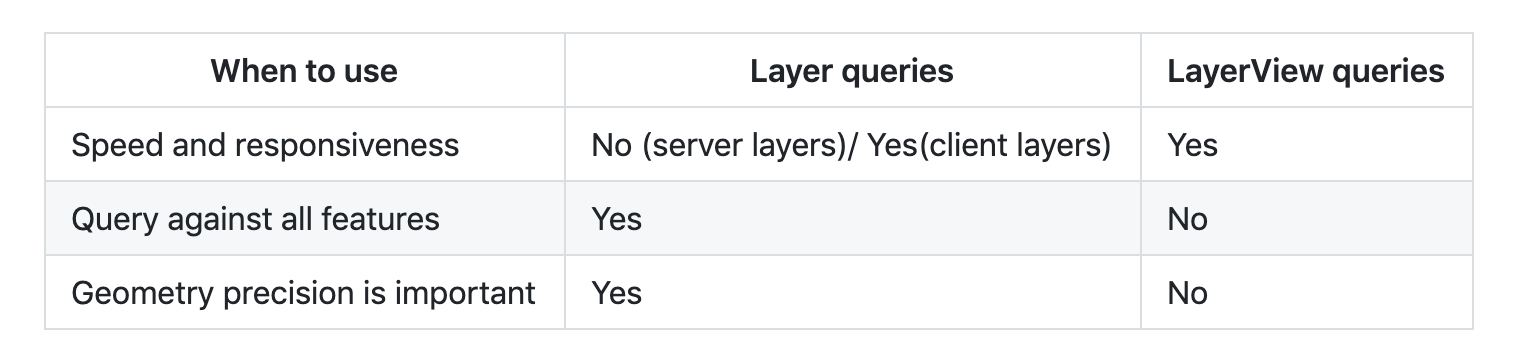 When to use Layer queries LayerView queries
Speed and responsiveness No (server layers)/ Yes(client layers) Yes
Query against all features Yes No
Geometry precision is important Yes No